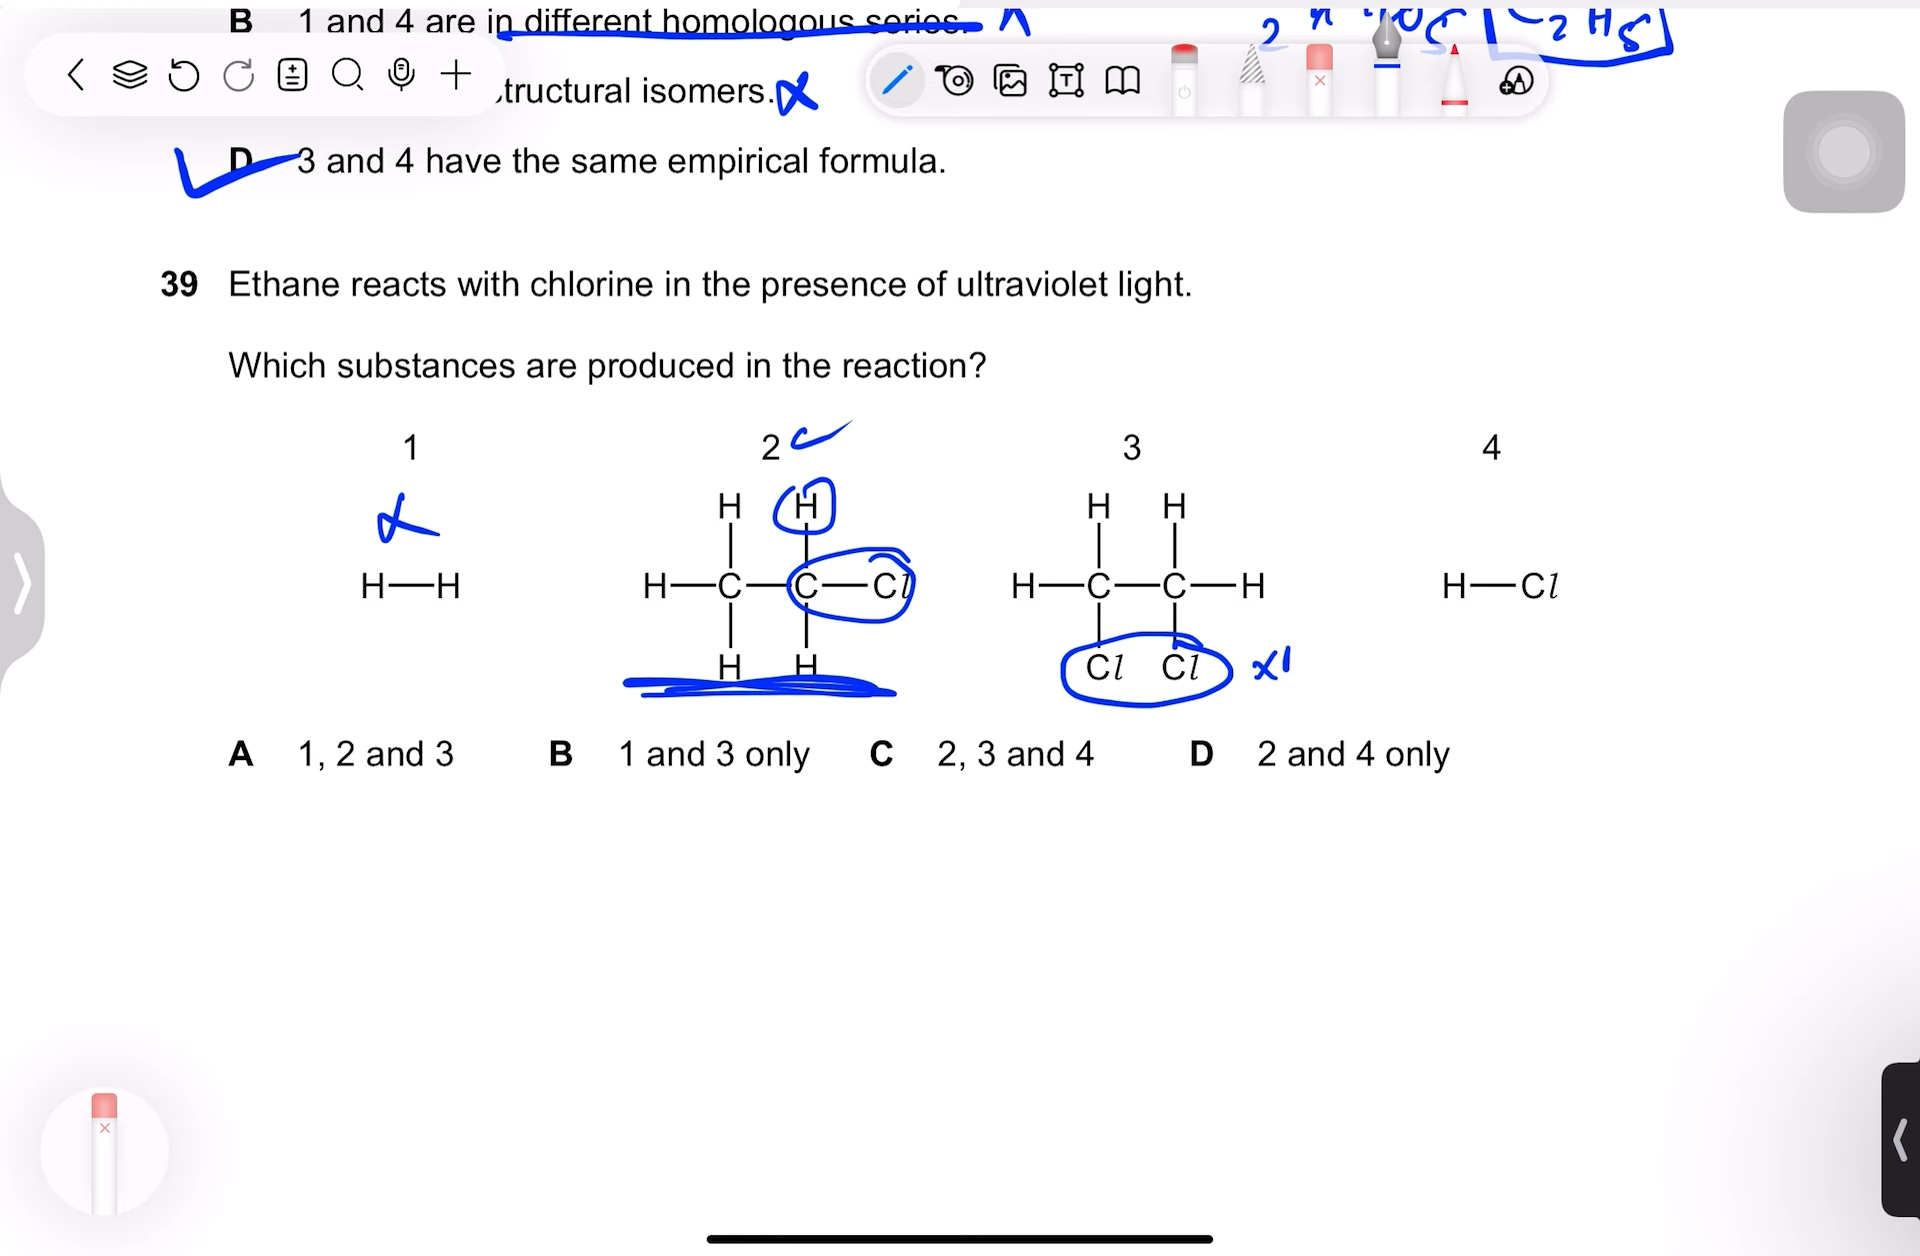 B 1 and 4 are in different homologous series.
tructural isomers.
D 3 and 4 have the same empirical formula.
39 Ethane reacts with chlorine in the presence of ultraviolet light.
Which substances are produced in the reaction?
1 2 3 4
H H H H
H—H H—C—C—Cl H—C—C—H H—Cl
H H Cl Cl
A 1, 2 and 3 B 1 and 3 only C 2, 3 and 4 D 2 and 4 only